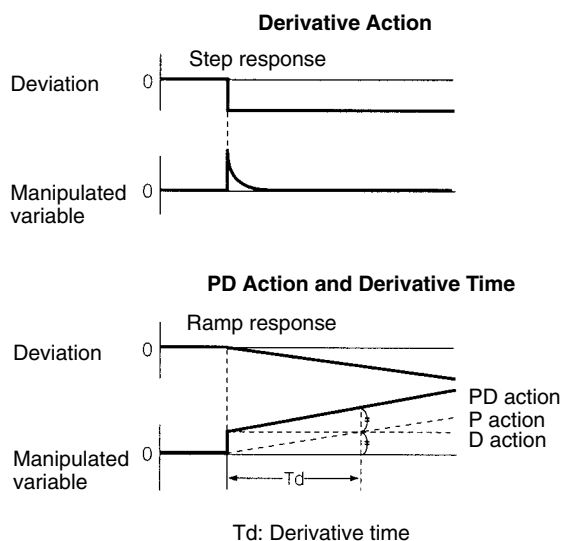 Derivative Action
Step response
Deviation
0
Manipulated
variable
0
PD Action and Derivative Time
Ramp response
Deviation
0
PD action
P action
D action
Manipulated
variable
0
Td
Td: Derivative time